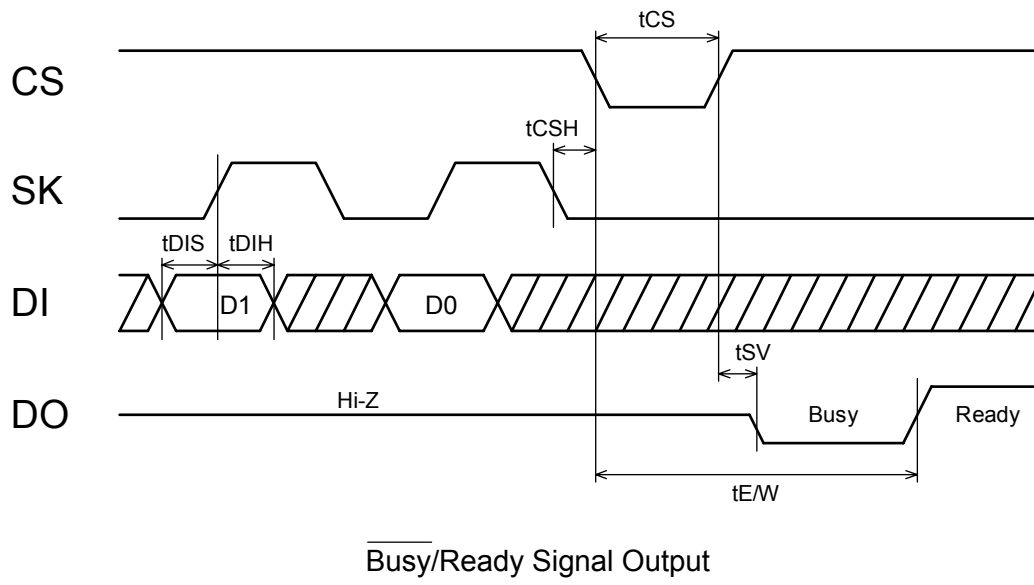 tCS
CS
tCSH
SK
tDIS tDIH
DI D1 D0
tSV
DO Hi-Z Busy Ready
tE/W
Busy/Ready Signal Output